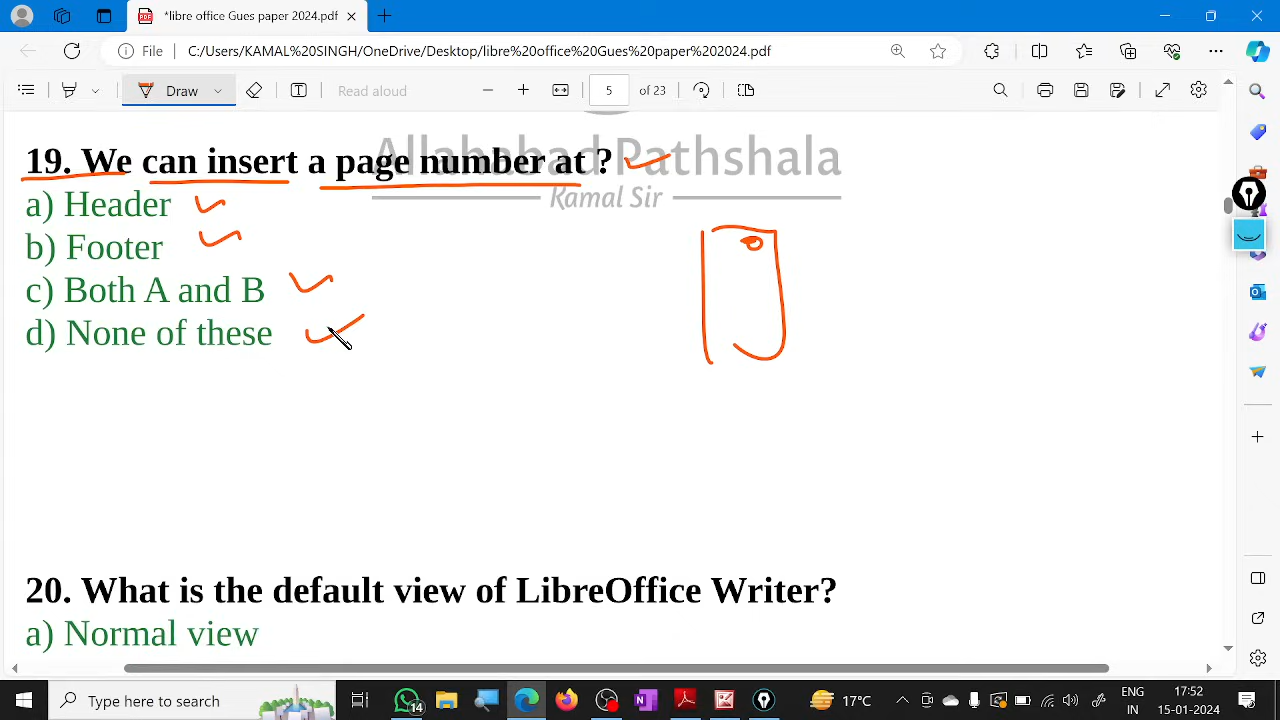 *libre office Gues paper 2024.pdf
File
C:/Users/KAMAL%20SINGH/OneDrive/Desktop/libre%20office%20Gues%20paper%202024.pdf
Draw
Read aloud
5
of 23
Allahabad Pathshala
Kamal Sir
19. We can insert a page number at ?
a) Header
b) Footer
c) Both A and B
d) None of these
20. What is the default view of LibreOffice Writer?
a) Normal view
Type here to search
14
17°C
ENG
IN
17:52
15-01-2024